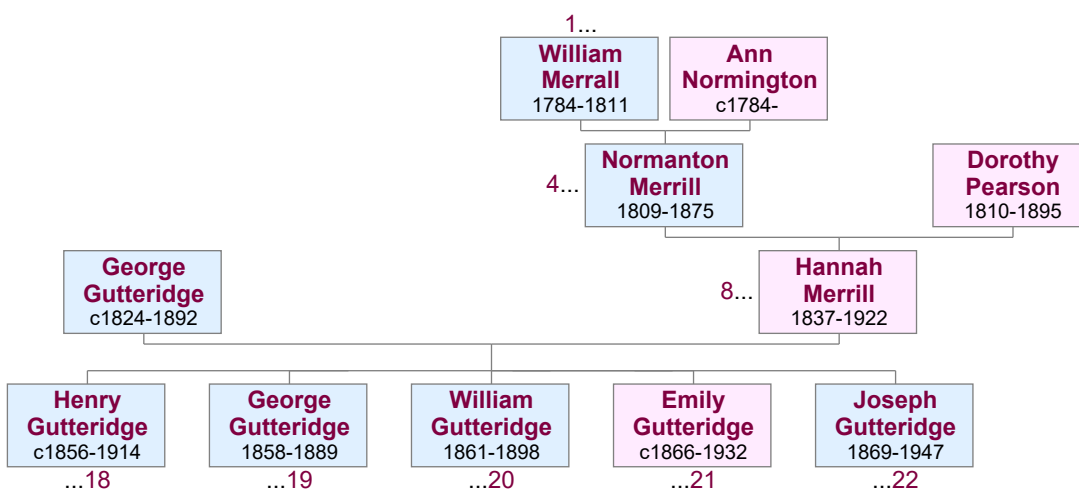 1...
William
Merrall
1784-1811
Ann
Normington
c1784-
4...
Normanton
Merrill
1809-1875
Dorothy
Pearson
1810-1895
George
Gutteridge
c1824-1892
8...
Hannah
Merrill
1837-1922
Henry
Gutteridge
c1856-1914
George
Gutteridge
1858-1889
William
Gutteridge
1861-1898
Emily
Gutteridge
c1866-1932
Joseph
Gutteridge
1869-1947
...18
...19
...20
...21
...22